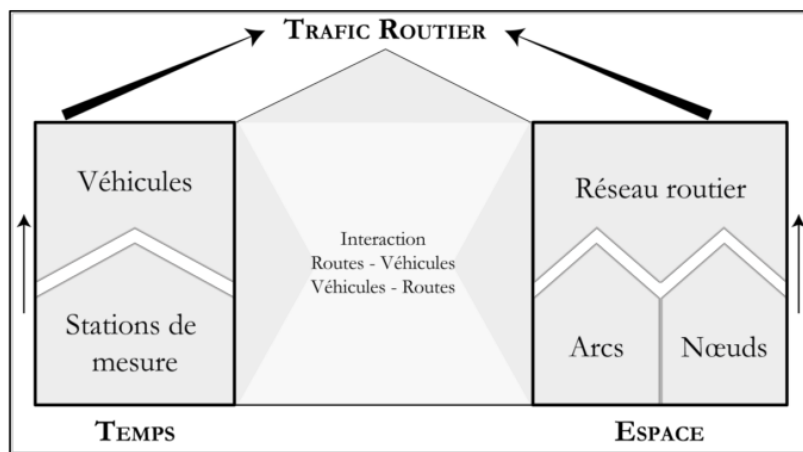 TRAFIC ROUTIER
Véhicules
Stations de
mesure
Interaction
Routes - Véhicules
Véhicules - Routes
Réseau routier
Arcs
Nœuds
TEMPS
ESPACE